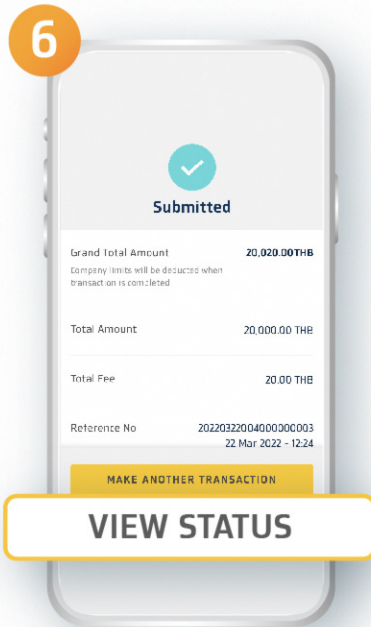 6
Submitted
Grand Total Amount 20,020.00THB
Company limits will be deducted when
transaction is completed
Total Amount 20,000.00 THB
Total Fee 20.00 THB
Reference No 20220322004000000003
22 Mar 2022 - 12:24
MAKE ANOTHER TRANSACTION
VIEW STATUS